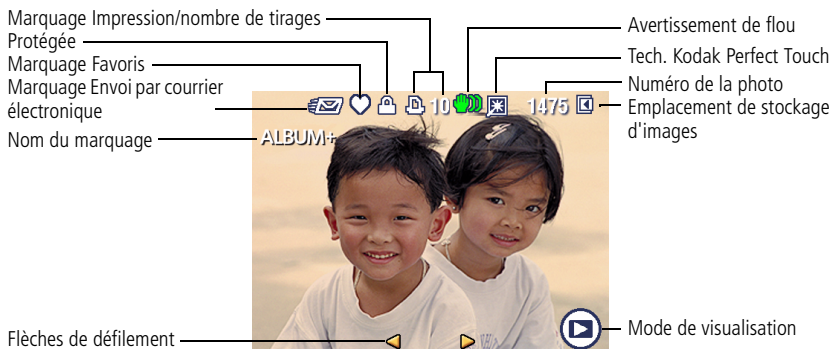 Marquage Impression/nombre de tirages
Protégée
Marquage Favoris
Marquage Envoi par courrier
électronique
Nom du marquage
Flèches de défilement
10
1475
ALBUM+
Avertissement de flou
Tech. Kodak Perfect Touch
Numéro de la photo
Emplacement de stockage
d'images
Mode de visualisation